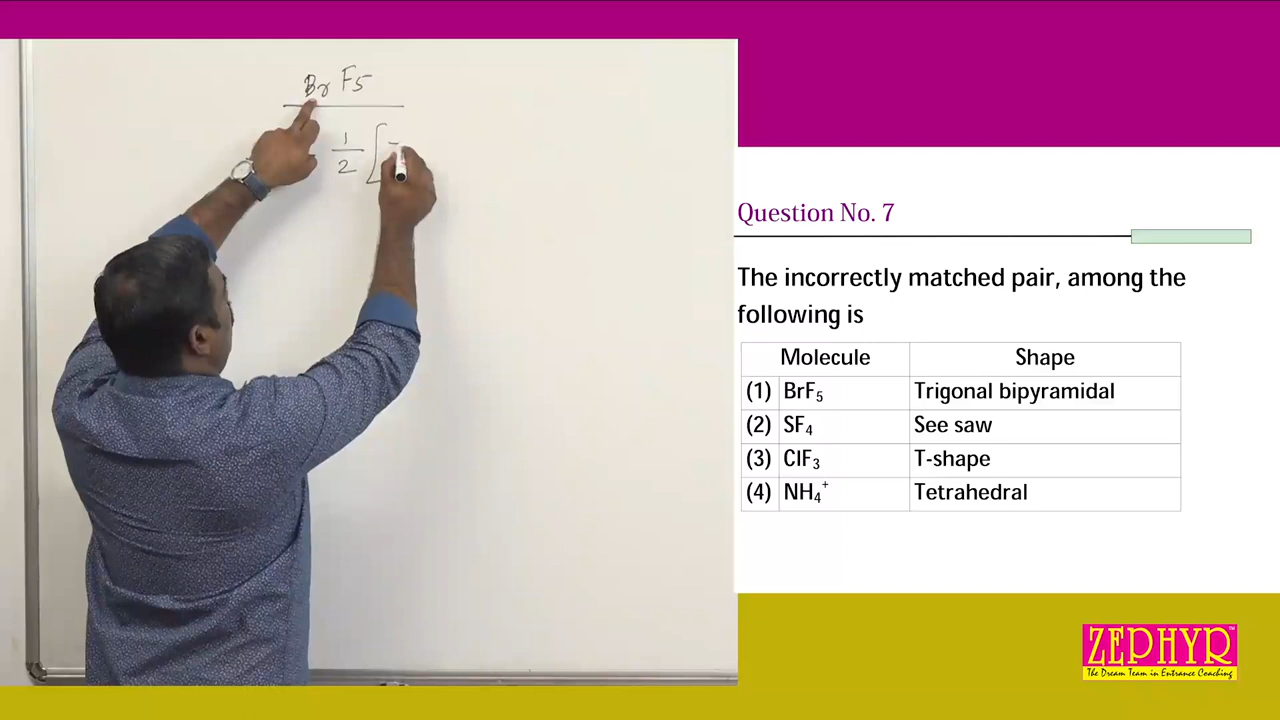 Br F5
1
2
Question No. 7
The incorrectly matched pair, among the
following is
Molecule Shape
(1) BrF₅ Trigonal bipyramidal
(2) SF₄ See saw
(3) ClF₃ T-shape
(4) NH₄⁺ Tetrahedral
ZEPHYR™
The Dream Team in Entrance Coaching